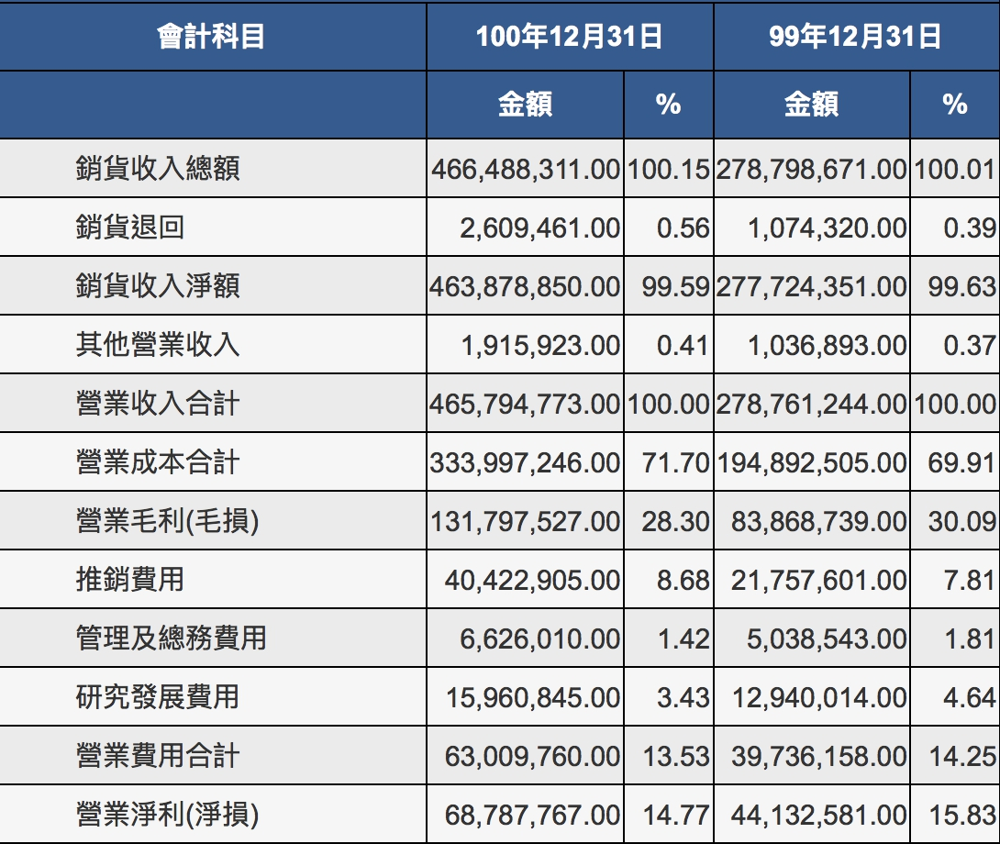 會計科目 100年12月31日 99年12月31日
金額 % 金額 %
銷貨收入總額 466,488,311.00 100.15 278,798,671.00 100.01
銷貨退回 2,609,461.00 0.56 1,074,320.00 0.39
銷貨收入淨額 463,878,850.00 99.59 277,724,351.00 99.63
其他營業收入 1,915,923.00 0.41 1,036,893.00 0.37
營業收入合計 465,794,773.00 100.00 278,761,244.00 100.00
營業成本合計 333,997,246.00 71.70 194,892,505.00 69.91
營業毛利(毛損) 131,797,527.00 28.30 83,868,739.00 30.09
推銷費用 40,422,905.00 8.68 21,757,601.00 7.81
管理及總務費用 6,626,010.00 1.42 5,038,543.00 1.81
研究發展費用 15,960,845.00 3.43 12,940,014.00 4.64
營業費用合計 63,009,760.00 13.53 39,736,158.00 14.25
營業淨利(淨損) 68,787,767.00 14.77 44,132,581.00 15.83